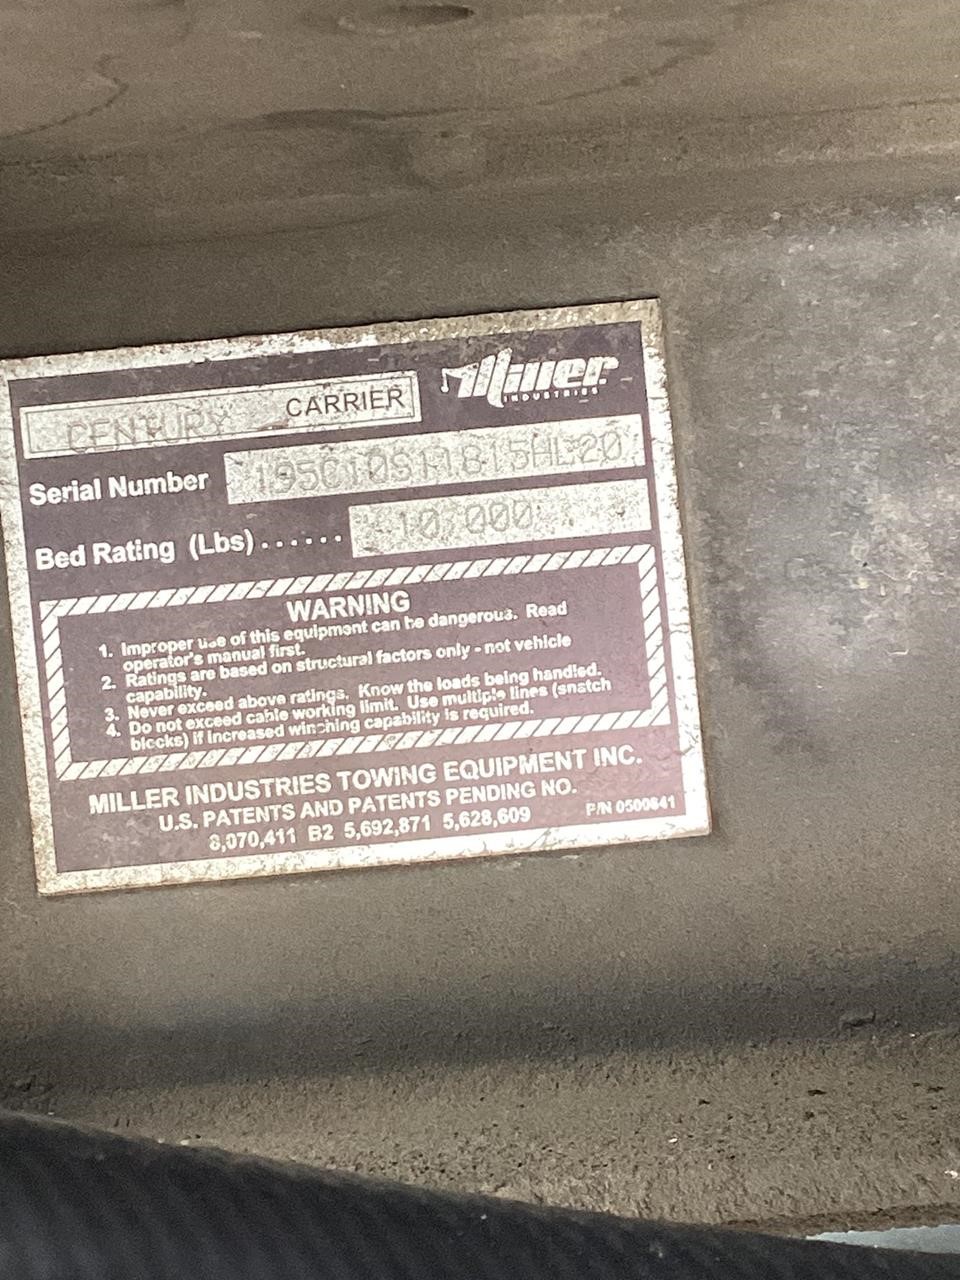 Miller
INDUSTRIES
CENTURY CARRIER
Serial Number 195C10S11815HL20
Bed Rating (Lbs) ...... 10 000
WARNING
1. Improper use of this equipment can be dangerous. Read
operator's manual first.
2. Ratings are based on structural factors only - not vehicle
capability.
3. Never exceed above ratings. Know the loads being handled.
4. Do not exceed cable working limit. Use multiple lines (snatch
blocks) if increased winching capability is required.
MILLER INDUSTRIES TOWING EQUIPMENT INC.
U.S. PATENTS AND PATENTS PENDING NO.
8,070,411 B2 5,692,871 5,628,609
P/N 0500641